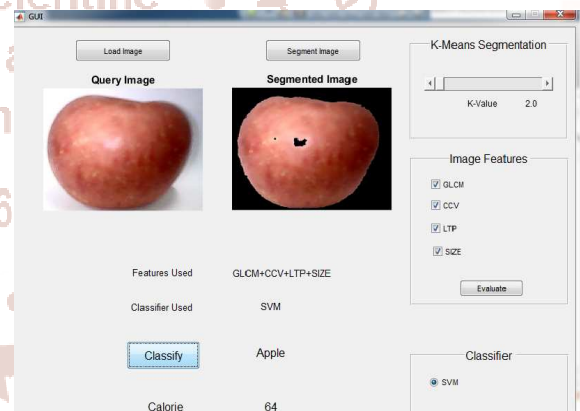 GUI
Load Image
Segment Image
Query Image
Segmented Image
K-Means Segmentation
K-Value 2.0
Image Features
GLCM
CCV
LTP
SIZE
Evaluate
Features Used GLCM+CCV+LTP+SIZE
Classifier Used SVM
Classify Apple
Calorie 64
Classifier
SVM